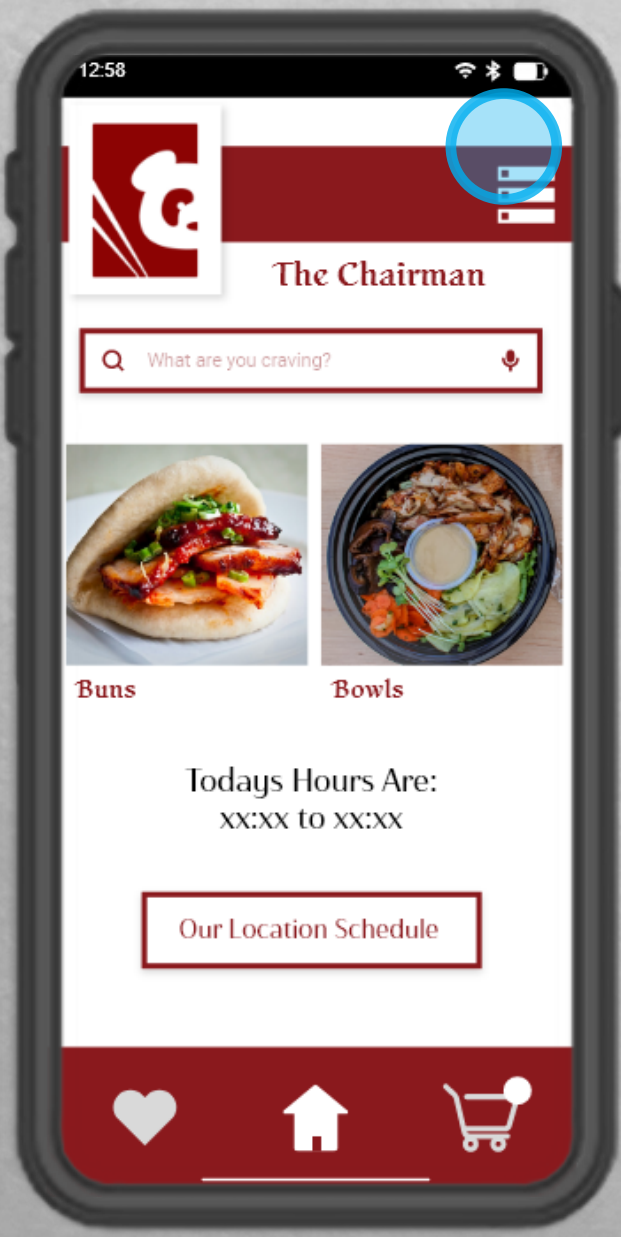 12:58
The Chairman
What are you craving?
Buns
Bowls
Todays Hours Are:
xx:xx to xx:xx
Our Location Schedule